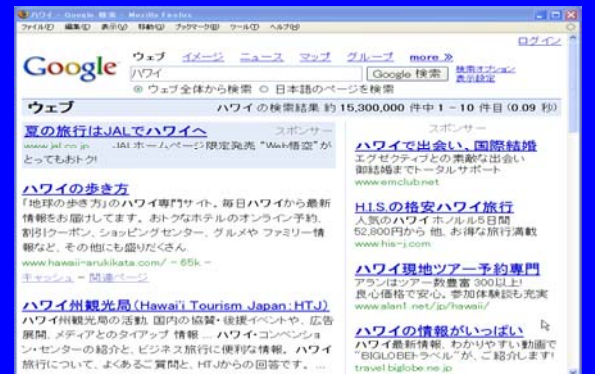 ハワイ - Google 検索 - Mozilla Firefox
ファイル(F) 編集(E) 表示(V) 移動(G) ブックマーク(B) ツール(T) ヘルプ(H)
ログイン
Google
ウェブ イメージ ニュース マップ グループ more »
ハワイ
Google 検索
検索オプション
表示設定
ウェブ全体から検索 日本語のページを検索
ウェブ
ハワイ の検索結果 約 15,300,000 件中 1 - 10 件目 (0.09 秒)
夏の旅行はJALでハワイへ
スポンサー
www.jal.co.jp JALホームページ限定発売 "Web悟空"が
とってもおトク!
ハワイの歩き方
「地球の歩き方」のハワイ専門サイト。毎日ハワイから最新
情報をお届けしてます。おトクなホテルのオンライン予約、
割引クーポン、ショッピングセンター、グルメや ファミリー情
報など、その他にも盛りだくさん.
www.hawaii-arukikata.com/ - 65k -
キャッシュ - 関連ページ
ハワイ州観光局 (Hawai'i Tourism Japan : HTJ)
ハワイ州観光局の活動. 国内の協賛・後援イベントや、広告
展開、メディアとのタイアップ 情報 ... ハワイ・コンベンショ
ン・センターの紹介と、ビジネス旅行に便利な情報。 ハワイ
旅行について、よくあるご質問と、HTJからの回答です。 ...
スポンサー
ハワイで出会い、国際結婚
エグゼクティブとの素敵な出会い
御結婚までトータルサポート
www.emclub.net
H.I.S.の格安ハワイ旅行
人気のハワイ ホノルル5日間
52,800円から 他、お得な旅行満載
www.his-j.com
ハワイ現地ツアー予約専門
アランはツアー数豊富 300以上!
良心価格で安心。参加体験談も充実
www.alan1.net/jp/hawaii/
ハワイの情報がいっぱい
ハワイ最新情報、わかりやすい動画で
"BIGLOBEトラベル"が、ご紹介します!
travel.biglobe.ne.jp